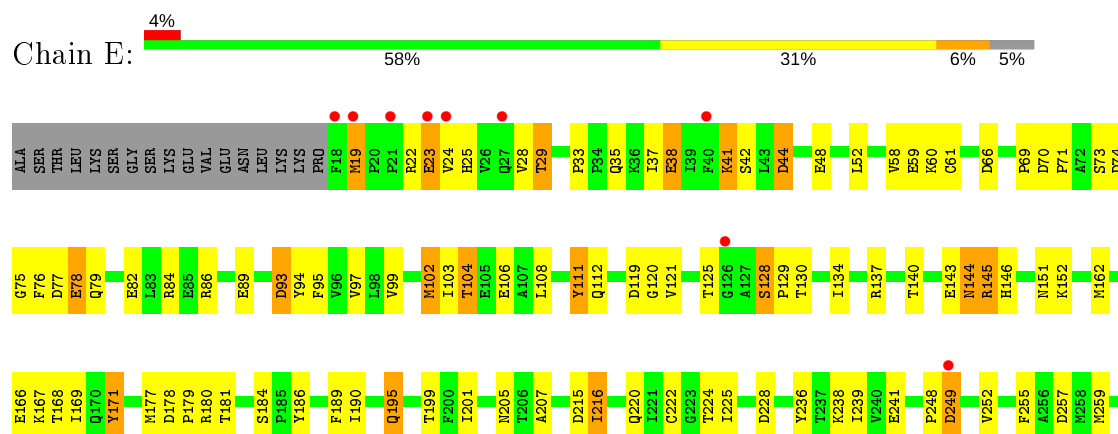 4%
Chain E:
58% 31% 6% 5%
ALA SER THR LEU LYS SER GLY SER LYS VAL GLU ASN LEU LYS LYS PRO F18 M19 P20 P21 R22 E23 V24 H25 V26 Q27 V28 T29 P33 P34 Q35 K36 I37 E38 I39 F40 K41 S42 L43 D44 E48 L52 V58 E59 K60 C61 D66 P69 D70 P71 A72 S73 D74
G75 F76 D77 E78 Q79 E82 L83 R84 E85 R86 E89 D93 Y94 F95 V96 V97 L98 V99 M102 I103 T104 E105 E106 A107 L108 Y111 Q112 D119 G120 V121 T125 G126 A127 S128 P129 T130 I134 R137 T140 E143 N144 R145 H146 N151 K152 M162
E166 K167 T168 I169 Q170 Y171 M177 D178 P179 R180 T181 S184 P185 Y186 F189 I190 Q195 T199 F200 I201 N205 T206 A207 D215 I216 Q220 I221 C222 G223 T224 I225 D228 Y236 T237 K238 I239 V240 E241 P248 D249 V252 F255 A256 D257 M258 M259